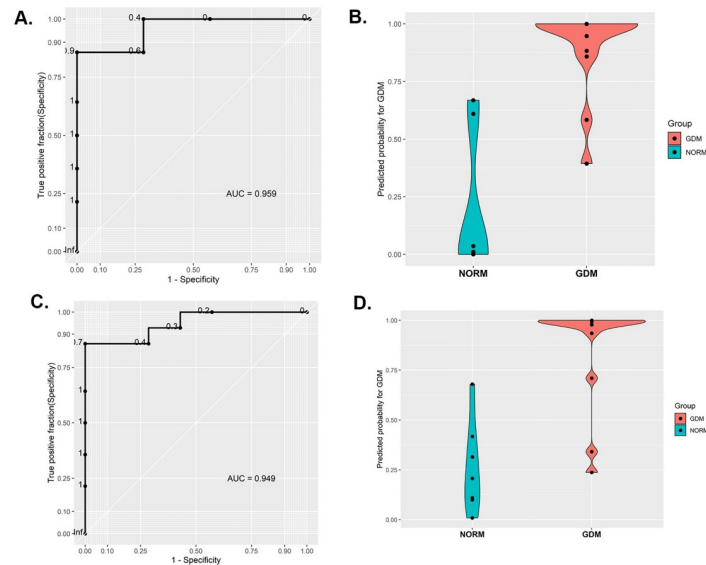 A.
1.00
0.90
0.75
0.50
0.25
0.10
0.00
0.4
0
0
0.9
0.6
1
1
1
1
Inf
AUC = 0.959
0.00
0.10
0.25
0.50
0.75
0.90
1.00
True positive fraction(Specificity)
1 - Specificity
B.
1.00
0.75
0.50
0.25
0.00
Predicted probability for GDM
NORM
GDM
Group
GDM
NORM
C.
1.00
0.90
0.75
0.50
0.25
0.10
0.00
0.2
0
0.3
0.7
0.4
1
1
1
1
Inf
AUC = 0.949
0.00
0.10
0.25
0.50
0.75
0.90
1.00
True positive fraction(Specificity)
1 - Specificity
D.
1.00
0.75
0.50
0.25
0.00
Predicted probability for GDM
NORM
GDM
Group
GDM
NORM